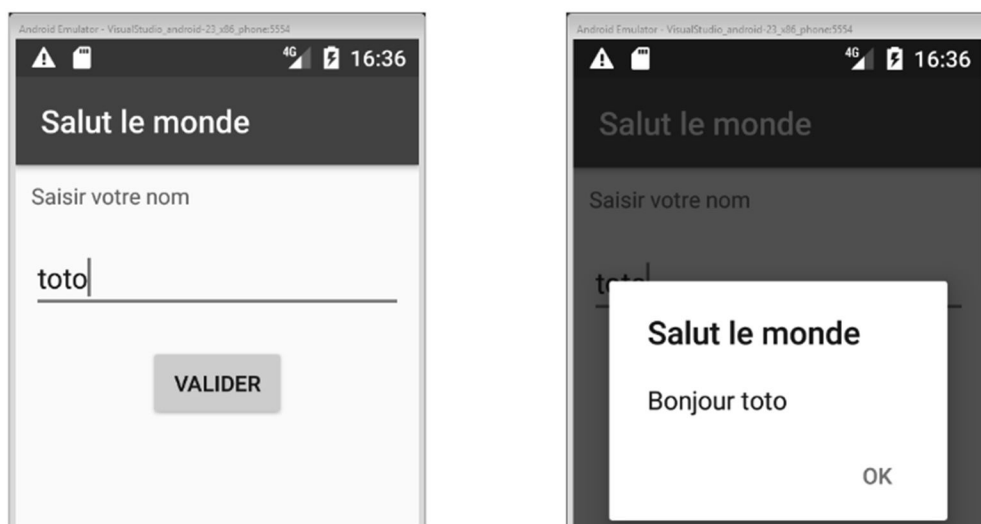 Android Emulator - VisualStudio_android-23_x86_phone:5554
4G 16:36
Salut le monde
Saisir votre nom
toto
VALIDER
Android Emulator - VisualStudio_android-23_x86_phone:5554
4G 16:36
Salut le monde
Saisir votre nom
toto
Salut le monde
Bonjour toto
OK